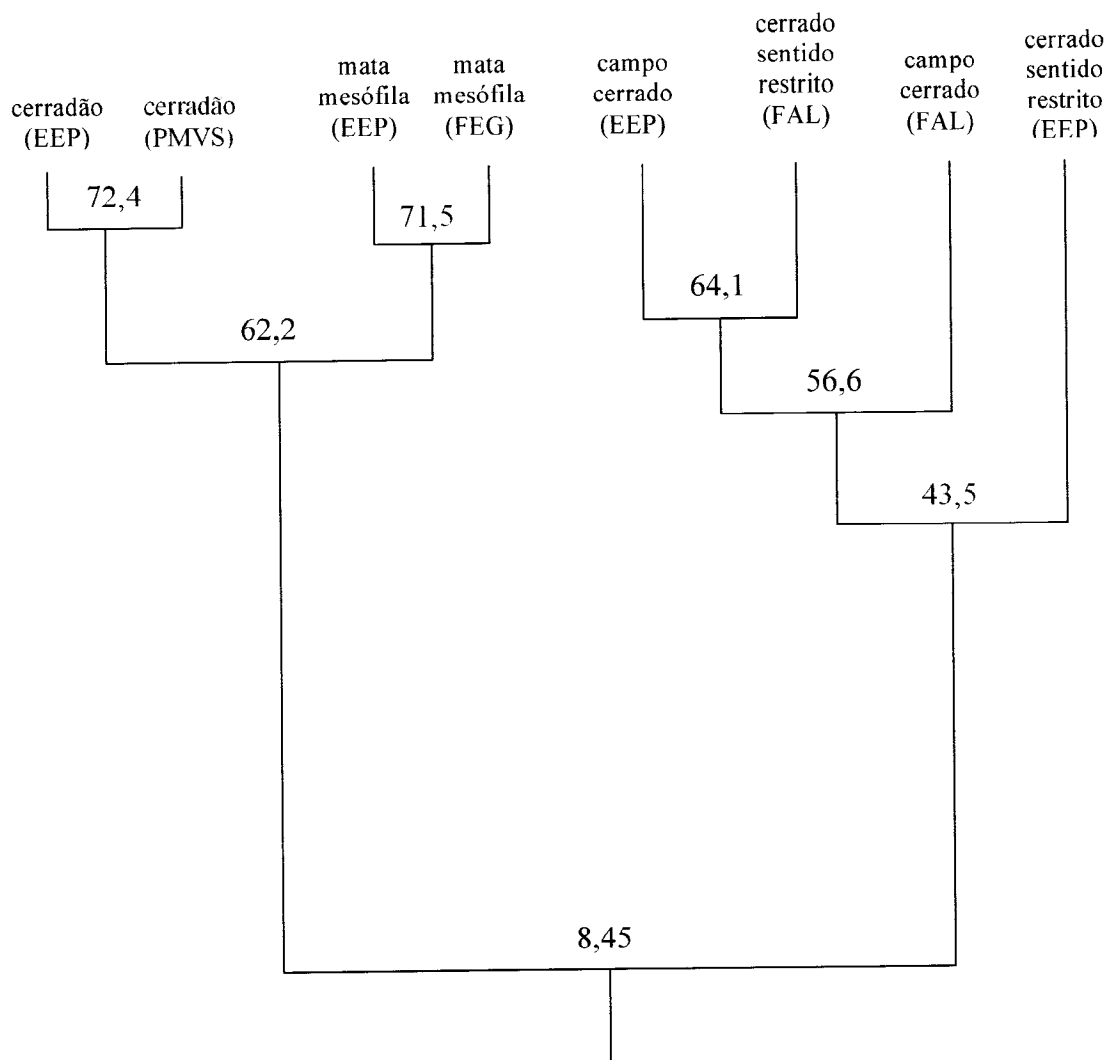 cerradão
(EEP)
cerradão
(PMVS)
mata
mesófila
(EEP)
mata
mesófila
(FEG)
campo
cerrado
(EEP)
cerrado
sentido
restrito
(FAL)
campo
cerrado
(FAL)
cerrado
sentido
restrito
(EEP)
72,4
71,5
64,1
62,2
56,6
43,5
8,45